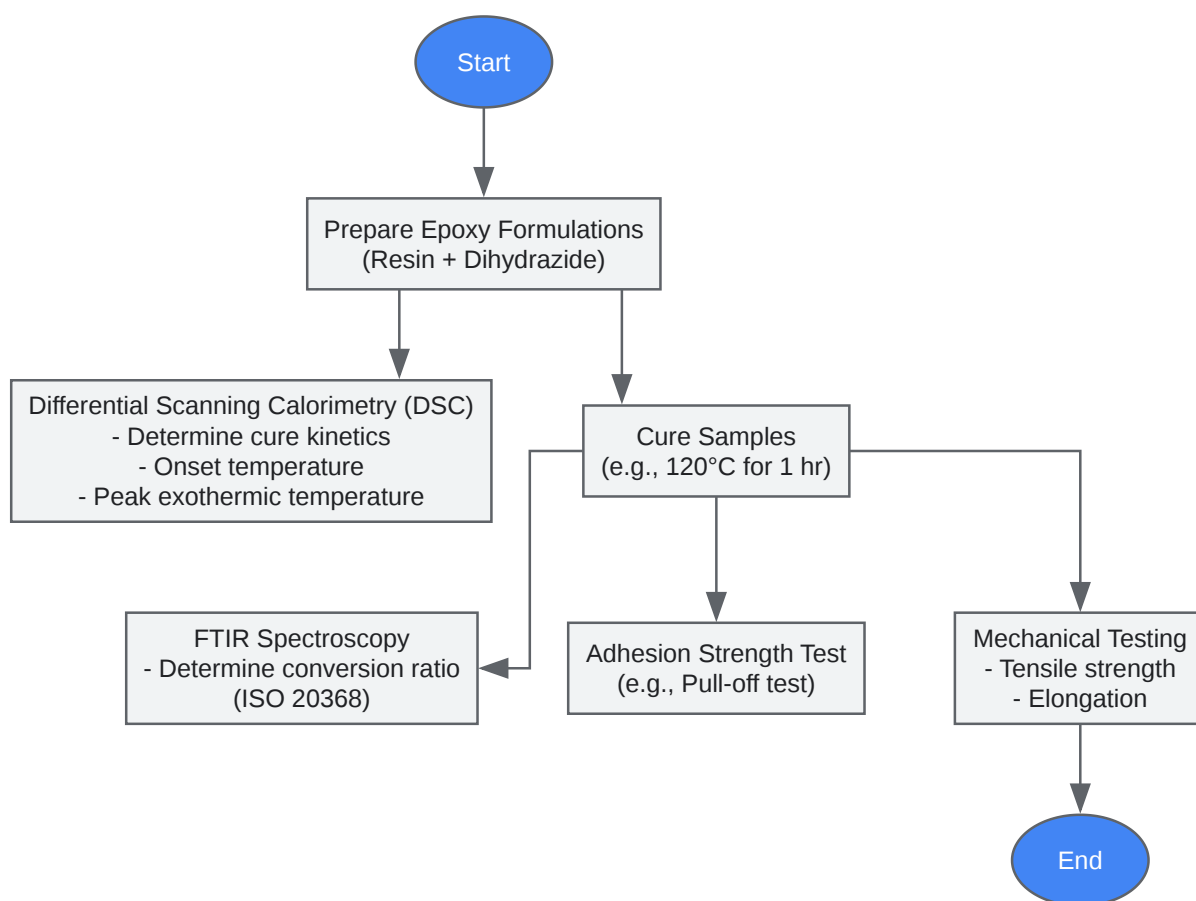 Start
Prepare Epoxy Formulations
(Resin + Dihydrazide)
Differential Scanning Calorimetry (DSC)
- Determine cure kinetics
- Onset temperature
- Peak exothermic temperature
Cure Samples
(e.g., 120°C for 1 hr)
FTIR Spectroscopy
- Determine conversion ratio
(ISO 20368)
Adhesion Strength Test
(e.g., Pull-off test)
Mechanical Testing
- Tensile strength
- Elongation
End